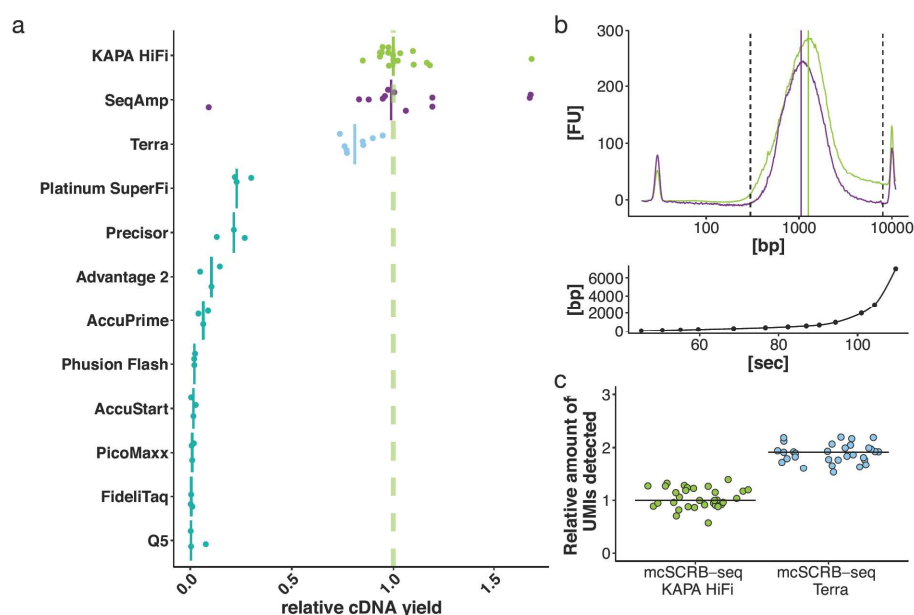 a
KAPA HiFi
SeqAmp
Terra
Platinum SuperFi
Precisor
Advantage 2
AccuPrime
Phusion Flash
AccuStart
PicoMaxx
FideliTaq
Q5
0.0
0.5
1.0
1.5
relative cDNA yield
b
300
200
100
0
[FU]
100
1000
10000
[bp]
6000
4000
2000
0
[bp]
60
80
100
[sec]
c
3
2
1
0
Relative amount of
UMIs detected
mcSCRB–seq
KAPA HiFi
mcSCRB–seq
Terra